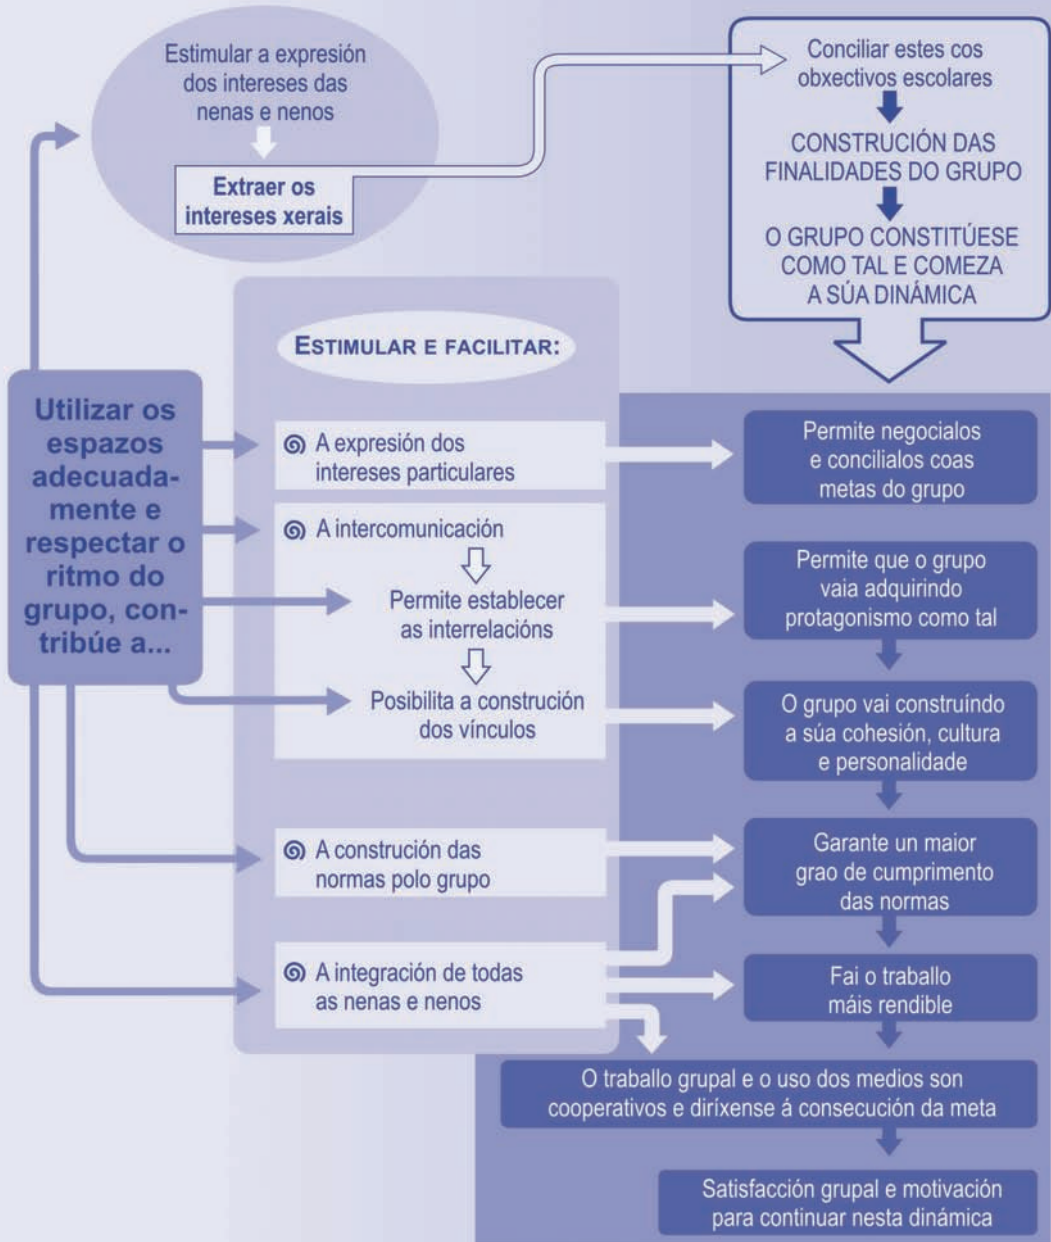 Estimular a expresión
dos intereses das
nenas e nenos
Extraer os
intereses xerais
Conciliar estes cos
obxectivos escolares
CONSTRUCIÓN DAS
FINALIDADES DO GRUPO
O GRUPO CONSTITÚESE
COMO TAL E COMEZA
A SÚA DINÁMICA
Utilizar os
espazos
adecuada-
mente e
respectar o
ritmo do
grupo, con-
tribúe a...
ESTIMULAR E FACILITAR:
A expresión dos
intereses particulares
A intercomunicación
Permite establecer
as interrelacións
Posibilita a construción
dos vínculos
A construción das
normas polo grupo
A integración de todas
as nenas e nenos
Permite negocialos
e concilialos coas
metas do grupo
Permite que o grupo
vaia adquirindo
protagonismo como tal
O grupo vai construíndo
a súa cohesión, cultura
e personalidade
Garante un maior
grao de cumprimento
das normas
Fai o traballo
máis rendible
O traballo grupal e o uso dos medios son
cooperativos e diríxense á consecución da meta
Satisfacción grupal e motivación
para continuar nesta dinámica